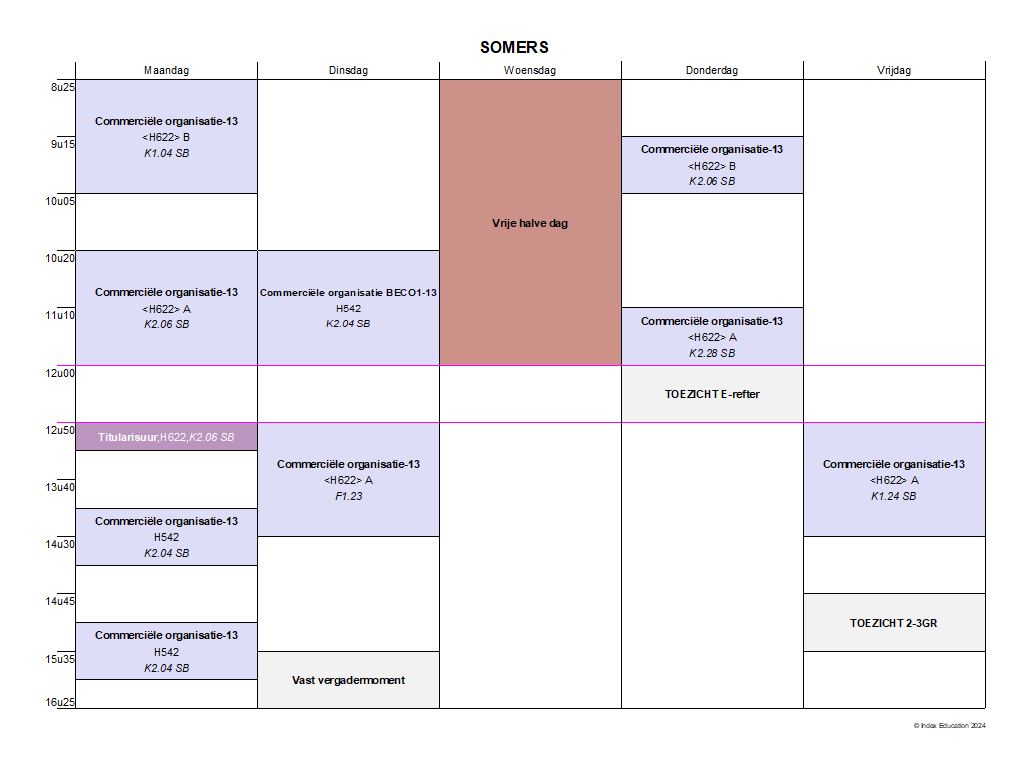 SOMERS
Maandag
Dinsdag
Woensdag
Donderdag
Vrijdag
8u25
9u15
10u05
10u20
11u10
12u00
12u50
13u40
14u30
14u45
15u35
16u25
Commerciële organisatie-13
<H622> B
K1.04 SB
Commerciële organisatie-13
<H622> A
K2.06 SB
Titularisuur,H622,K2.06 SB
Commerciële organisatie-13
H542
K2.04 SB
Commerciële organisatie-13
H542
K2.04 SB
Commerciële organisatie BECO1-13
H542
K2.04 SB
Commerciële organisatie-13
<H622> A
F1.23
Vast vergadermoment
Vrije halve dag
Commerciële organisatie-13
<H622> B
K2.06 SB
Commerciële organisatie-13
<H622> A
K2.28 SB
TOEZICHT E-refter
Commerciële organisatie-13
<H622> A
K1.24 SB
TOEZICHT 2-3GR
© Index Education 2024